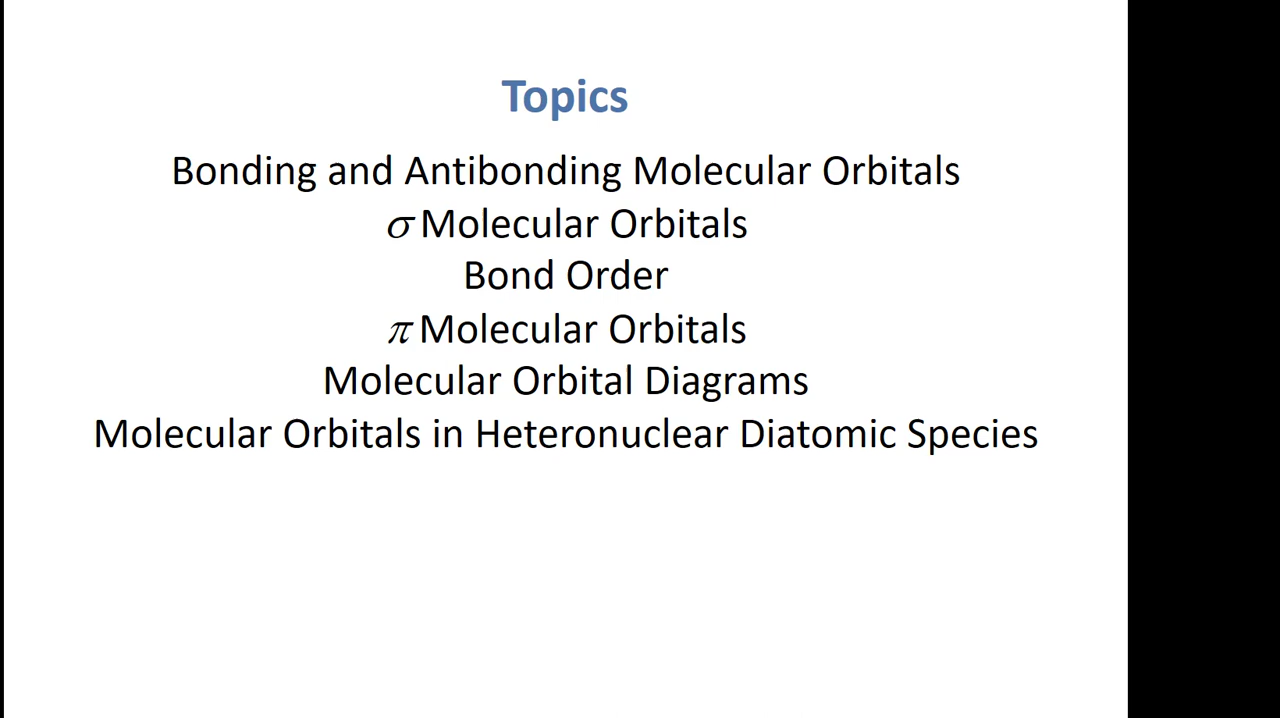 Topics
Bonding and Antibonding Molecular Orbitals
σ Molecular Orbitals
Bond Order
π Molecular Orbitals
Molecular Orbital Diagrams
Molecular Orbitals in Heteronuclear Diatomic Species